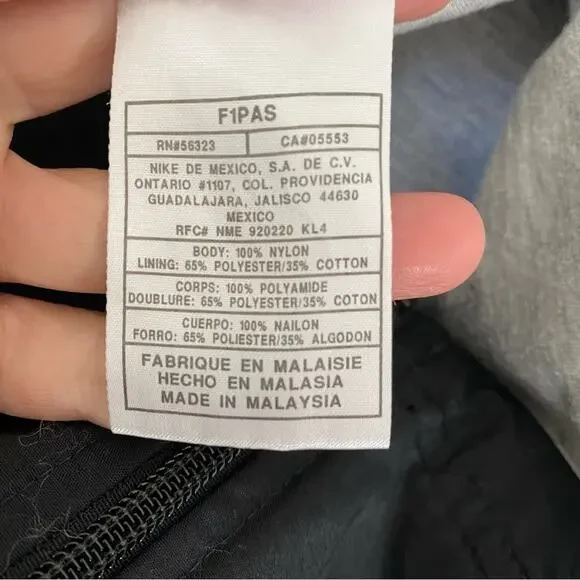 F1PAS
RN#56323 CA#05553
NIKE DE MEXICO, S.A. DE C.V.
ONTARIO #1107, COL. PROVIDENCIA
GUADALAJARA, JALISCO 44630
MEXICO
RFC# NME 920220 KL4
BODY: 100% NYLON
LINING: 65% POLYESTER/35% COTTON
CORPS: 100% POLYAMIDE
DOUBLURE: 65% POLYESTER/35% COTON
CUERPO: 100% NAILON
FORRO: 65% POLIESTER/35% ALGODON
FABRIQUE EN MALAISIE
HECHO EN MALASIA
MADE IN MALAYSIA